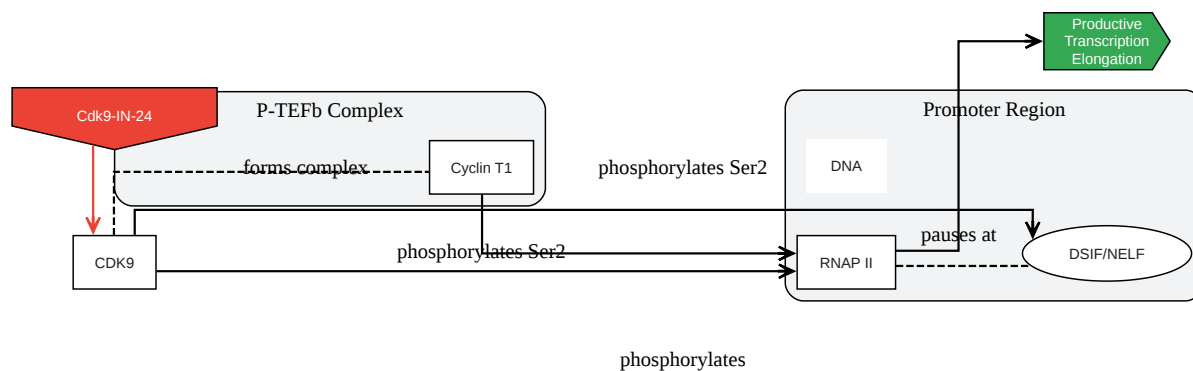 Productive
Transcription
Elongation
Cdk9-IN-24
P-TEFb Complex
Promoter Region
forms complex
Cyclin T1
phosphorylates Ser2
DNA
pauses at
CDK9
phosphorylates Ser2
RNAP II
DSIF/NELF
phosphorylates